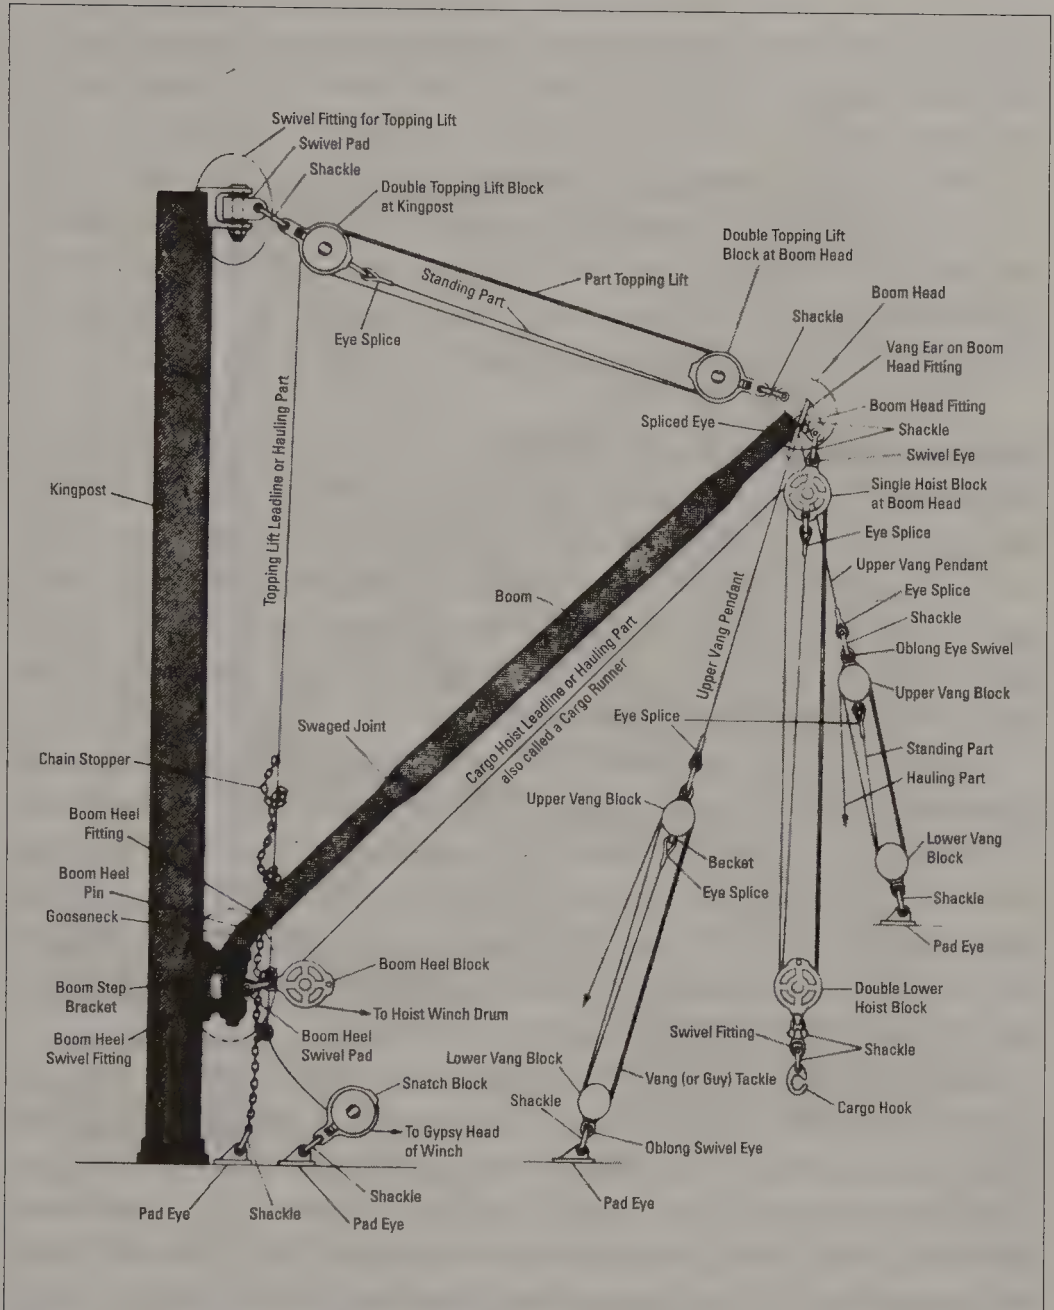 Swivel Fitting for Topping Lift
Swivel Pad
Shackle
Double Topping Lift Block
at Kingpost
Double Topping Lift
Block at Boom Head
Standing Part
Part Topping Lift
Boom Head
Shackle
Eye Splice
Vang Ear on Boom
Head Fitting
Boom Head Fitting
Spliced Eye
Shackle
Swivel Eye
Kingpost
Topping Lift Leadline or Hauling Part
Single Hoist Block
at Boom Head
Eye Splice
Upper Vang Pendant
Eye Splice
Boom
Shackle
Upper Vang Pendant
Oblong Eye Swivel
Cargo Hoist Leadline or Hauling Part
also called a Cargo Runner
Upper Vang Block
Eye Splice
Swaged Joint
Standing Part
Chain Stopper
Hauling Part
Upper Vang Block
Boom Heel
Fitting
Lower Vang
Block
Becket
Boom Heel
Pin
Eye Splice
Shackle
Gooseneck
Pad Eye
Boom Heel Block
Boom Step
Bracket
Double Lower
Hoist Block
To Hoist Winch Drum
Boom Heel
Swivel Fitting
Boom Heel
Swivel Pad
Swivel Fitting
Shackle
Lower Vang Block
Snatch Block
Vang (or Guy) Tackle
Shackle
Cargo Hook
To Gypsy Head
of Winch
Oblong Swivel Eye
Shackle
Pad Eye
Pad Eye
Shackle
Pad Eye